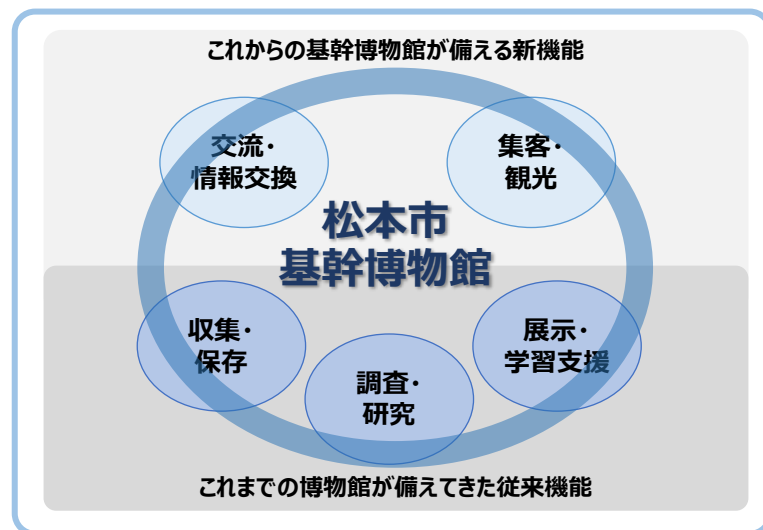 これからの基幹博物館が備える新機能
交流・
情報交換
集客・
観光
松本市
基幹博物館
収集・
保存
調査・
研究
展示・
学習支援
これまでの博物館が備えてきた従来機能